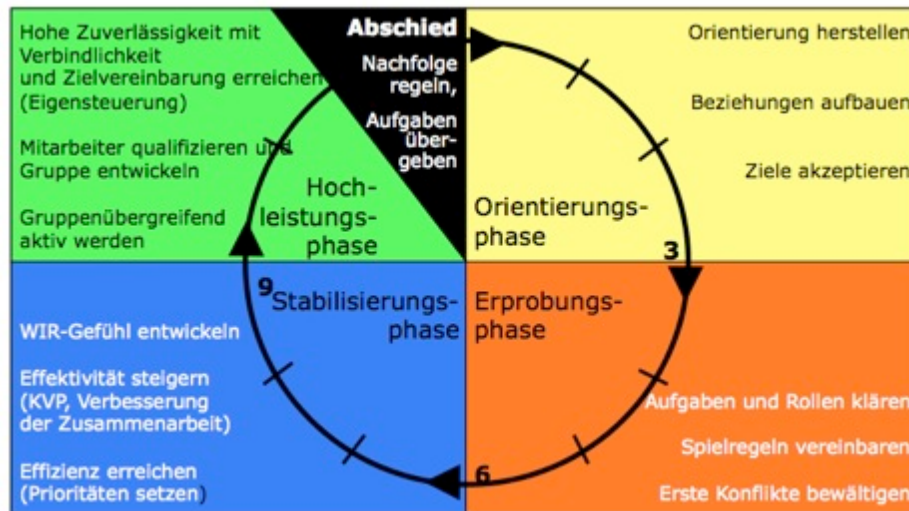 Hohe Zuverlässigkeit mit
Verbindlichkeit
und Zielvereinbarung erreichen
(Eigensteuerung)
Mitarbeiter qualifizieren und
Gruppe entwickeln
Gruppenübergreifend
aktiv werden
Hoch-
leistungs-
phase
Abschied
Nachfolge
regeln,
Aufgaben
über-
geben
Orientierung herstellen
Beziehungen aufbauen
Ziele akzeptieren
Orientierungs-
phase
3
9
Stabilisierungs-
phase
WIR-Gefühl entwickeln
Effektivität steigern
(KVP, Verbesserung
der Zusammenarbeit)
Effizienz erreichen
(Prioritäten setzen)
6
Erprobungs-
phase
Aufgaben und Rollen klären
Spielregeln vereinbaren
Erste Konflikte bewältigen